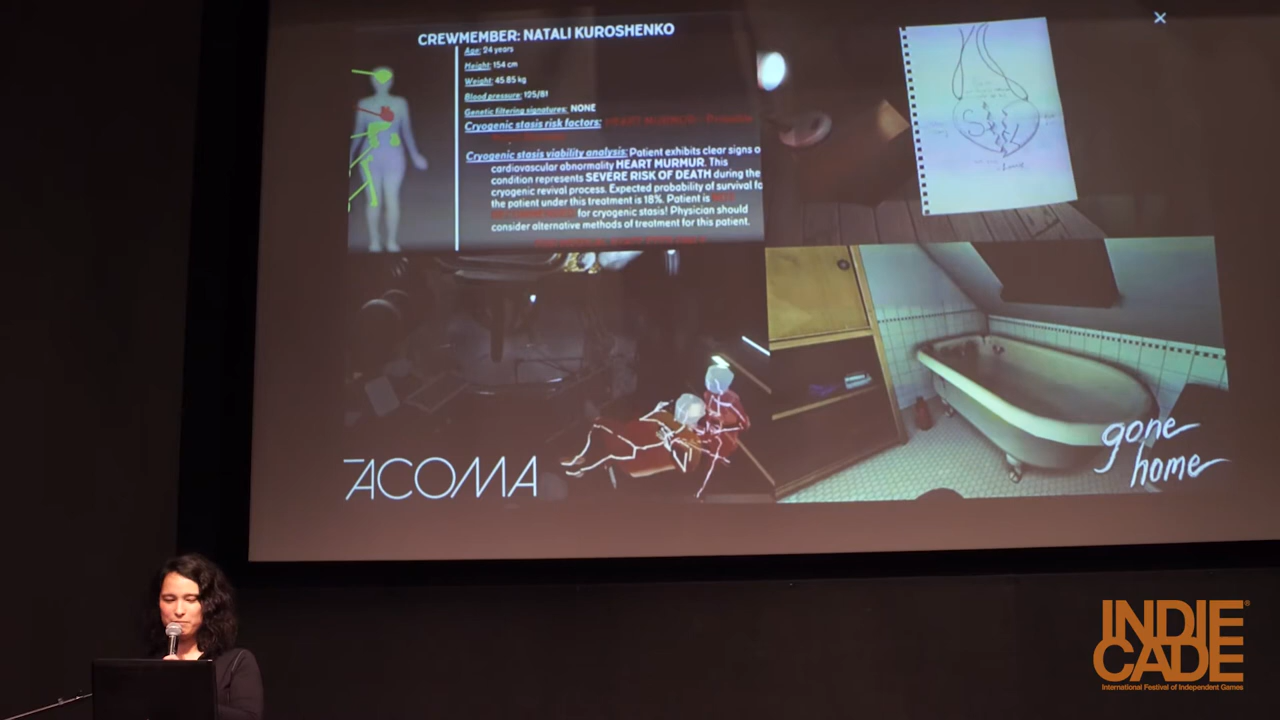 CREWMEMBER: NATALI KUROSHENKO
Age: 24 years
Height: 154 cm
Weight: 45.85 kg
Blood pressure: 125/81
Genetic filtering signatures: NONE
Cryogenic stasis risk factors: HEART MURMUR -
Cryogenic stasis viability analysis: Patient exhibits clear signs o
cardiovascular abnormality HEART MURMUR. This
condition represents SEVERE RISK OF DEATH during the
cryogenic revival process. Expected probability of survival fo
the patient under this treatment is 18%. Patient is
for cryogenic stasis! Physician should
consider alternative methods of treatment for this patient.
TACOMA
gone
home
INDIE
CADE®
International Festival of Independent Games